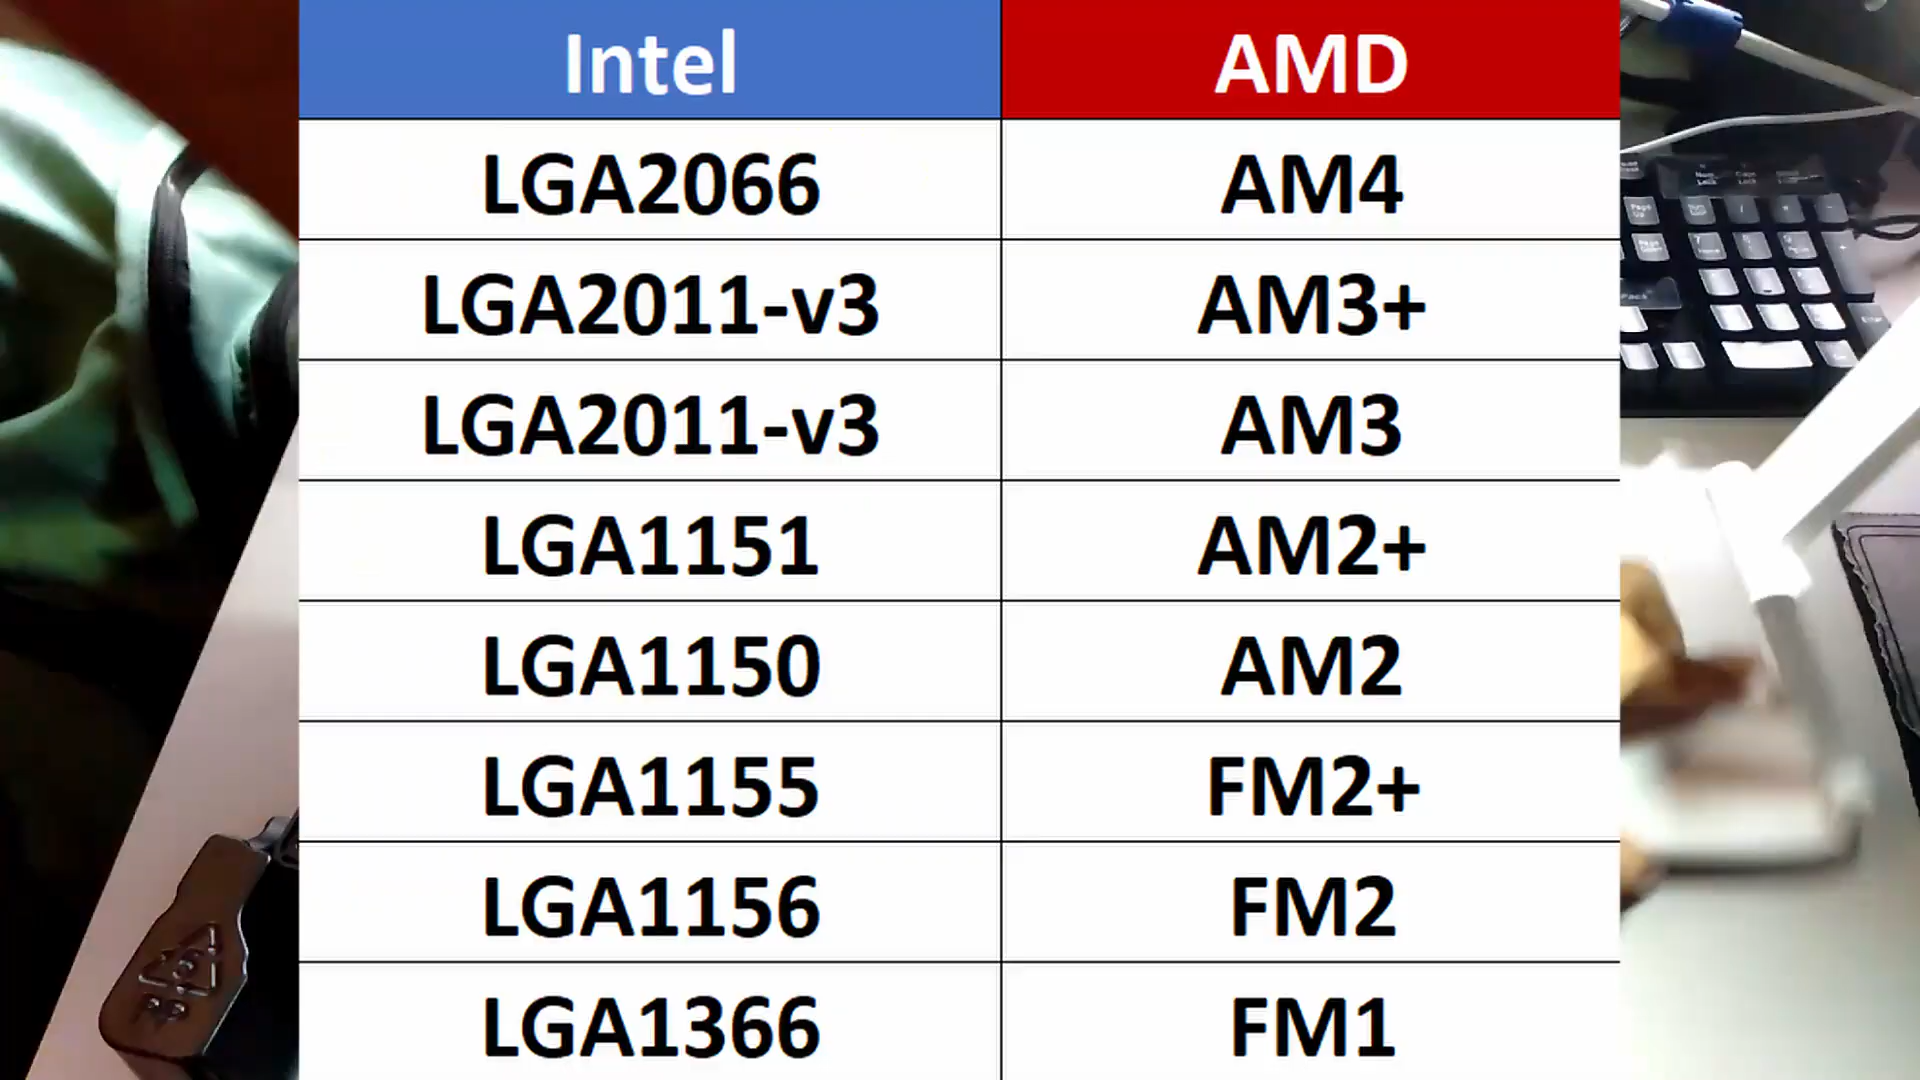 Intel AMD
LGA2066 AM4
LGA2011-v3 AM3+
LGA2011-v3 AM3
LGA1151 AM2+
LGA1150 AM2
LGA1155 FM2+
LGA1156 FM2
LGA1366 FM1